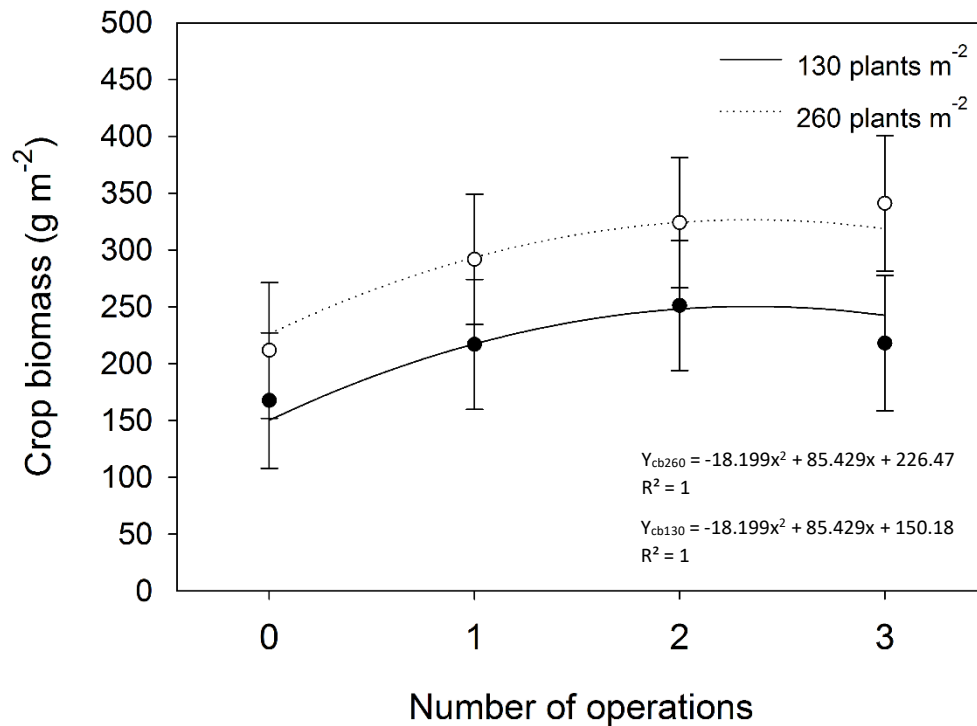 Crop biomass (g m⁻²)
500
450
400
350
300
250
200
150
100
50
0
130 plants m⁻²
260 plants m⁻²
Y_cb260 = -18.199x² + 85.429x + 226.47
R² = 1
Y_cb130 = -18.199x² + 85.429x + 150.18
R² = 1
0 1 2 3
Number of operations